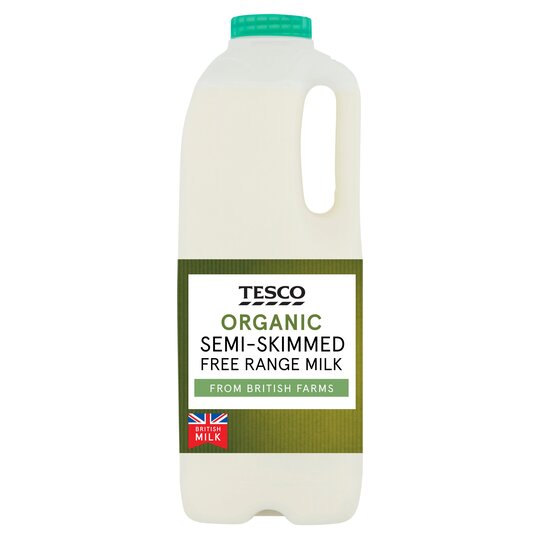 TESCO
ORGANIC
SEMI-SKIMMED
FREE RANGE MILK
FROM BRITISH FARMS
BRITISH
MILK